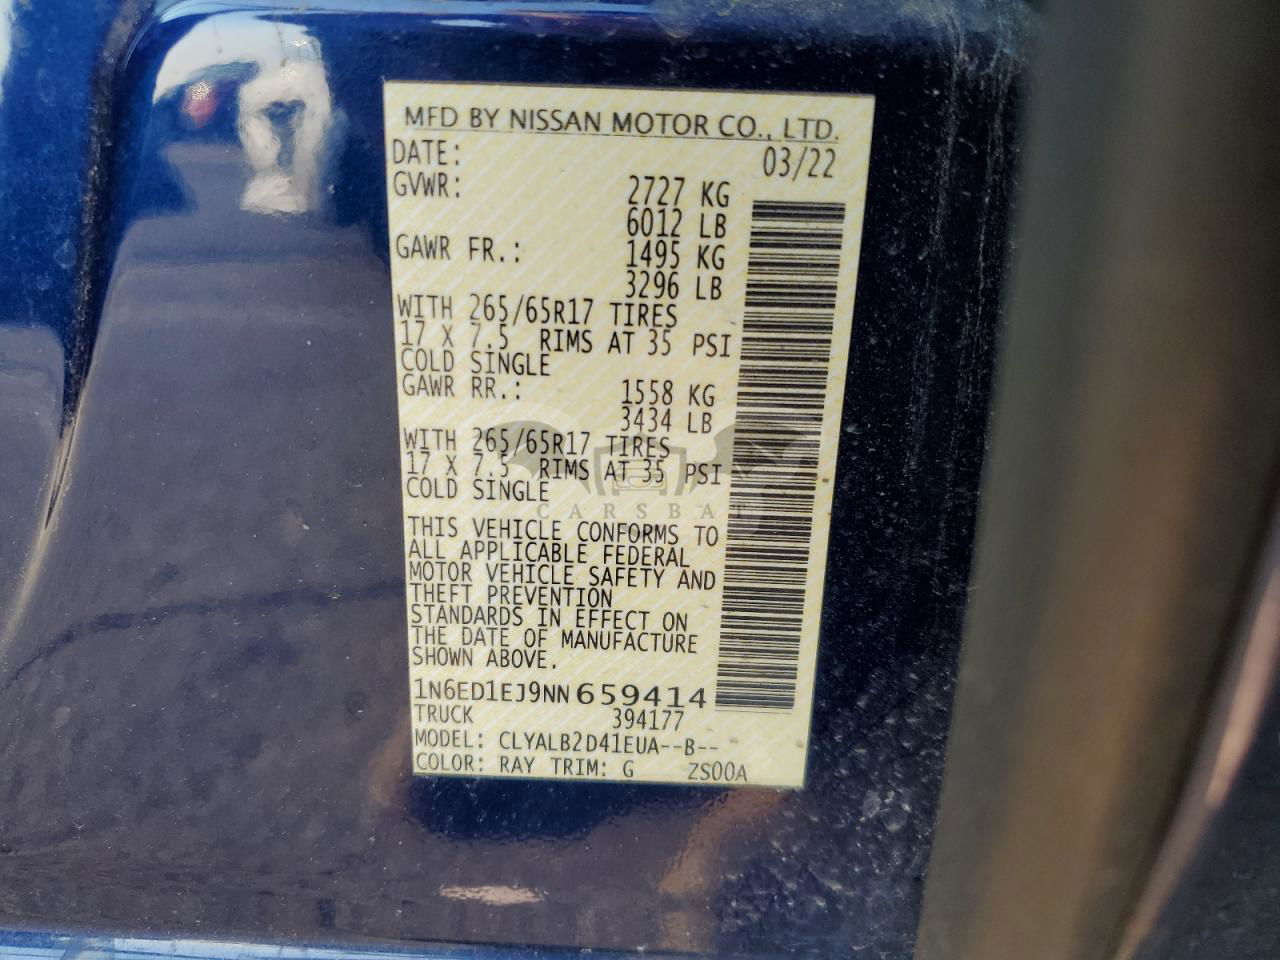 MFD BY NISSAN MOTOR CO., LTD.
DATE: 03/22
GVWR: 2727 KG
6012 LB
GAWR FR.: 1495 KG
3296 LB
WITH 265/65R17 TIRES
17 X 7.5 RIMS AT 35 PSI
COLD SINGLE
GAWR RR.: 1558 KG
3434 LB
WITH 265/65R17 TIRES
17 X 7.5 RIMS AT 35 PSI
COLD SINGLE
CARSBAT
THIS VEHICLE CONFORMS TO
ALL APPLICABLE FEDERAL
MOTOR VEHICLE SAFETY AND
THEFT PREVENTION
STANDARDS IN EFFECT ON
THE DATE OF MANUFACTURE
SHOWN ABOVE.
1N6ED1EJ9NN659414
TRUCK 394177
MODEL: CLYALB2D41EUA--B--
COLOR: RAY TRIM: G ZS00A